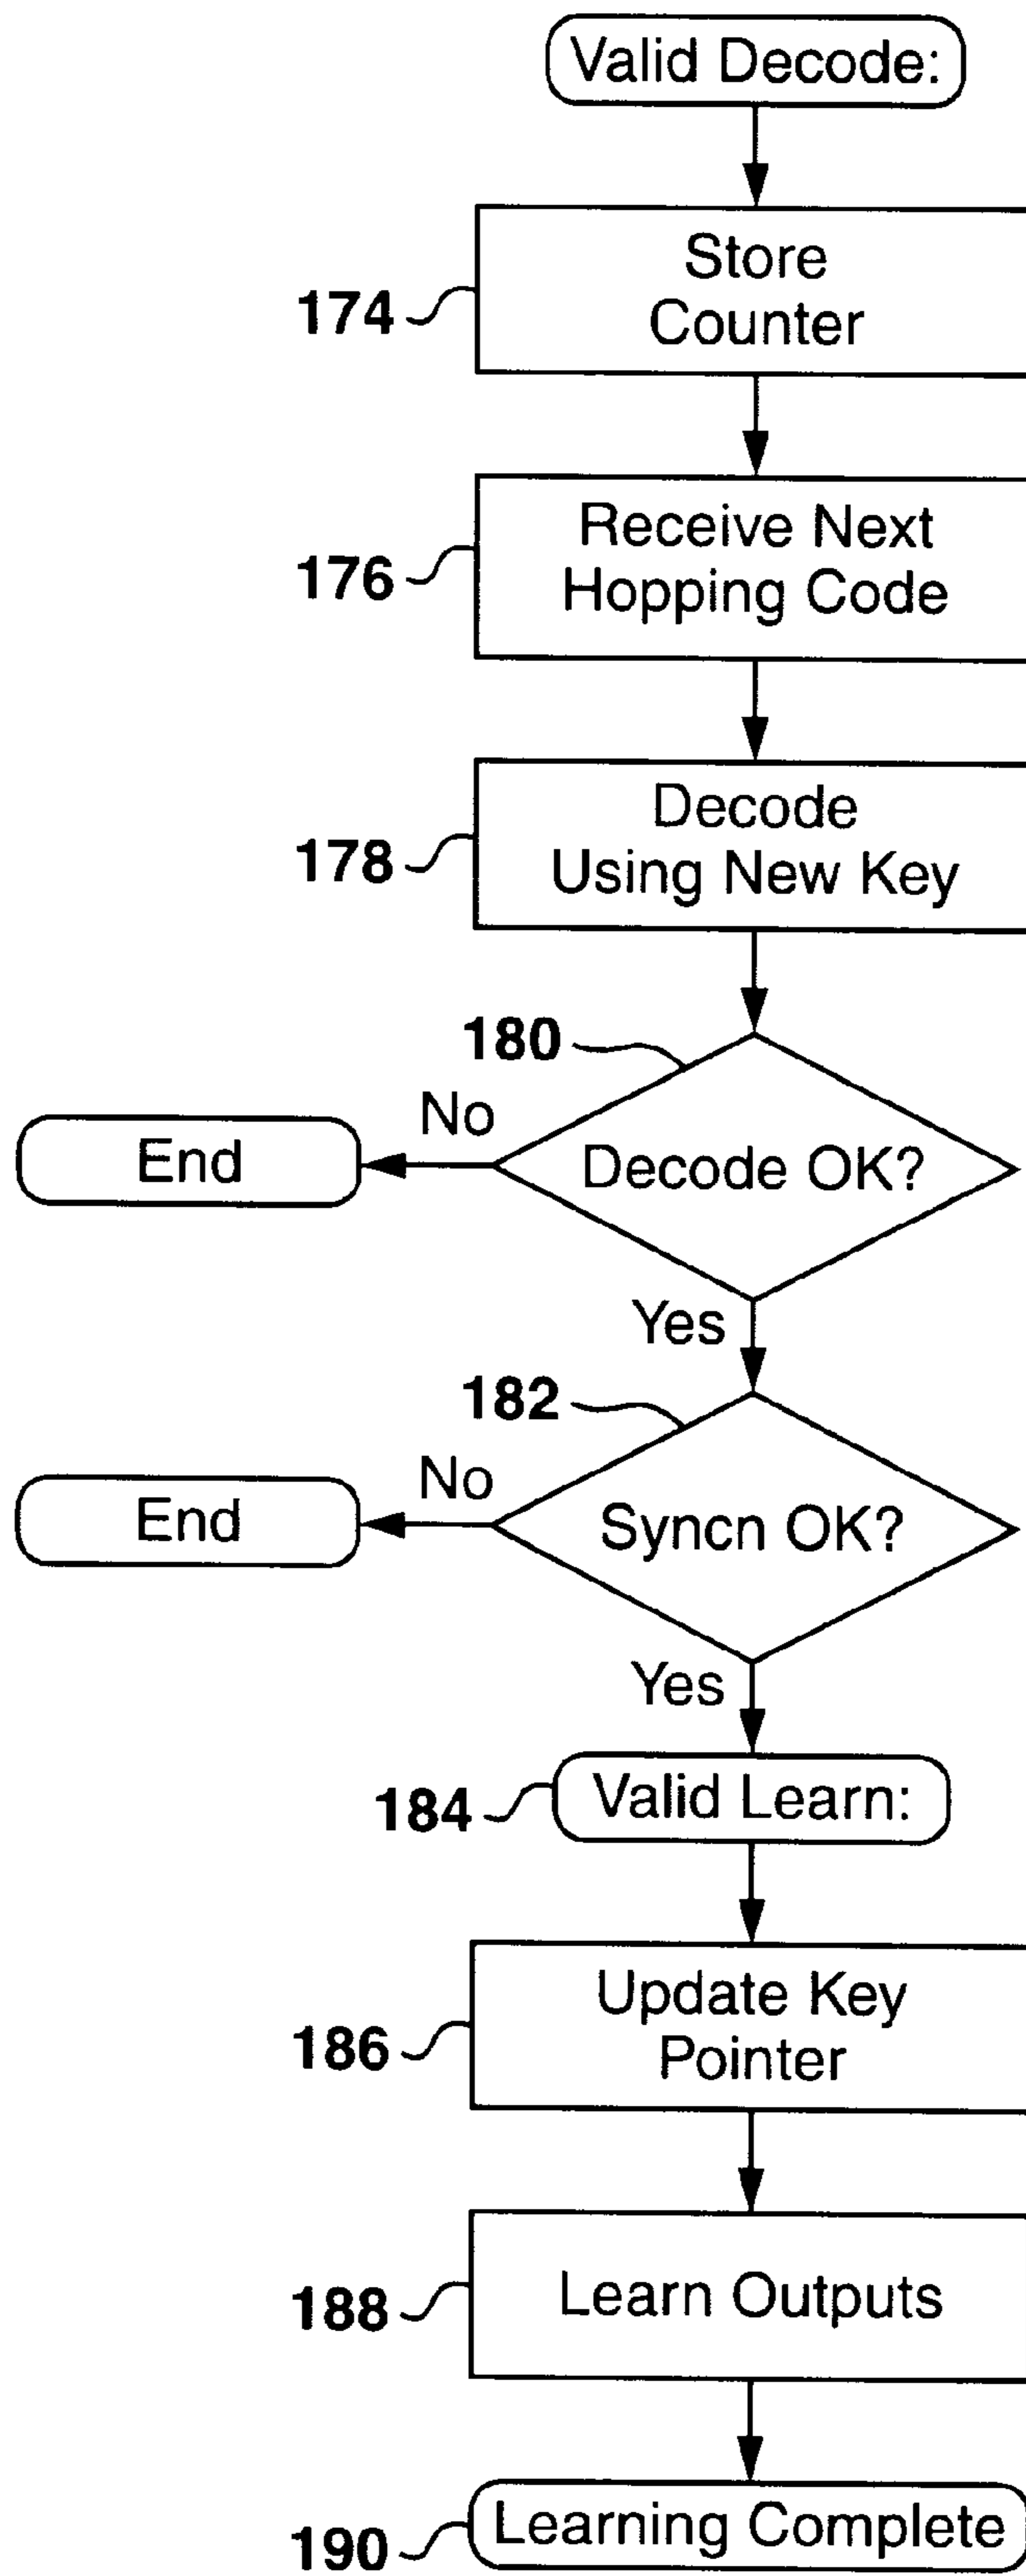 Valid Decode:
Store
Counter
174
Receive Next
Hopping Code
176
Decode
Using New Key
178
180
No
End
Decode OK?
Yes
182
No
End
Syncn OK?
Yes
184
Valid Learn:
Update Key
Pointer
186
Learn Outputs
188
Learning Complete
190